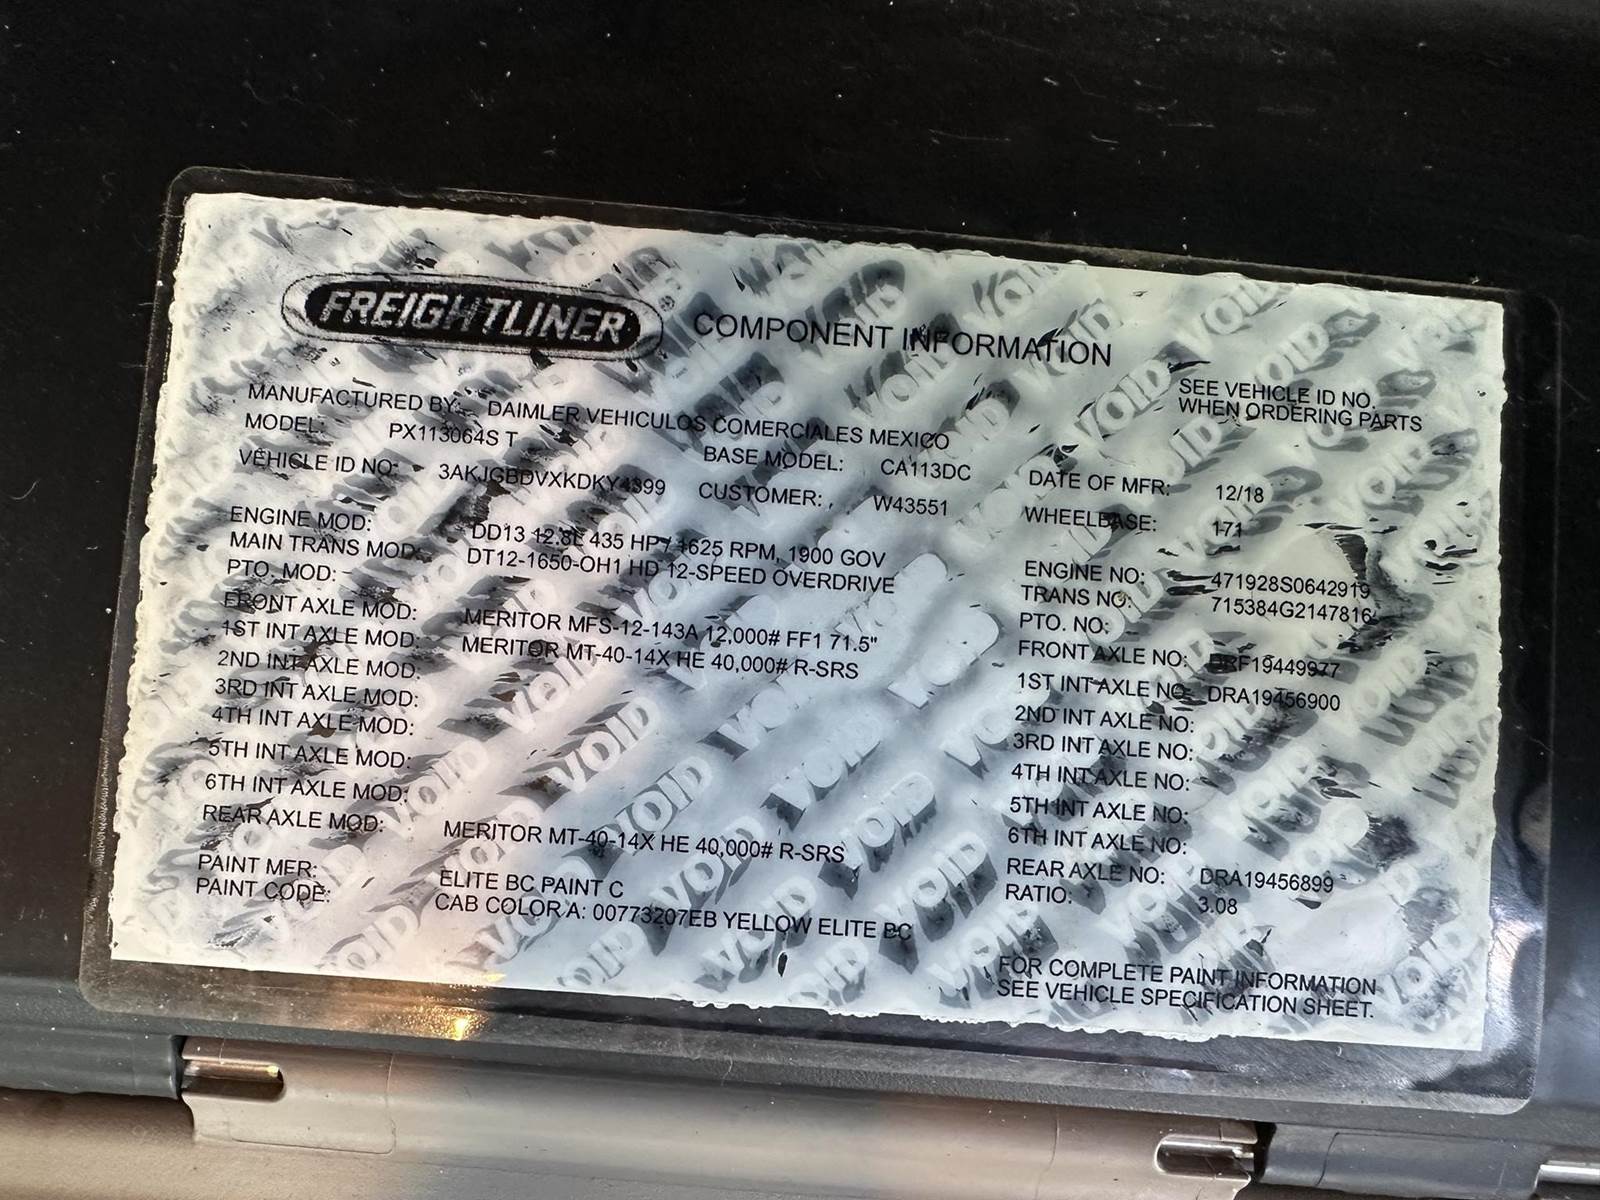 FREIGHTLINER
COMPONENT INFORMATION
SEE VEHICLE ID NO.
WHEN ORDERING PARTS
MANUFACTURED BY: DAIMLER VEHICULOS COMERCIALES MEXICO
MODEL: PX113064S T
BASE MODEL: CA113DC
DATE OF MFR: 12/18
VEHICLE ID NO: 3AKJGBDVXKDKY4399
CUSTOMER: W43551
WHEELBASE: 171
ENGINE MOD: DD13 12.8L 435 HP / 1625 RPM, 1900 GOV
ENGINE NO: 471928S0642919
MAIN TRANS MOD: DT12-1650-OH1 HD 12-SPEED OVERDRIVE
TRANS NO: 715384G2147816
PTO. MOD:
PTO. NO:
FRONT AXLE MOD: MERITOR MFS-12-143A 12,000# FF1 71.5"
FRONT AXLE NO: DRF19449977
1ST INT AXLE MOD: MERITOR MT-40-14X HE 40,000# R-SRS
1ST INT AXLE NO: DRA19456900
2ND INT AXLE MOD:
2ND INT AXLE NO:
3RD INT AXLE MOD:
3RD INT AXLE NO:
4TH INT AXLE MOD:
4TH INT AXLE NO:
5TH INT AXLE MOD:
5TH INT AXLE NO:
6TH INT AXLE MOD:
6TH INT AXLE NO:
REAR AXLE MOD: MERITOR MT-40-14X HE 40,000# R-SRS
REAR AXLE NO: DRA19456899
RATIO: 3.08
PAINT MFR: ELITE BC PAINT C
PAINT CODE: CAB COLOR A: 00773207EB YELLOW ELITE BC
FOR COMPLETE PAINT INFORMATION
SEE VEHICLE SPECIFICATION SHEET.
VOID